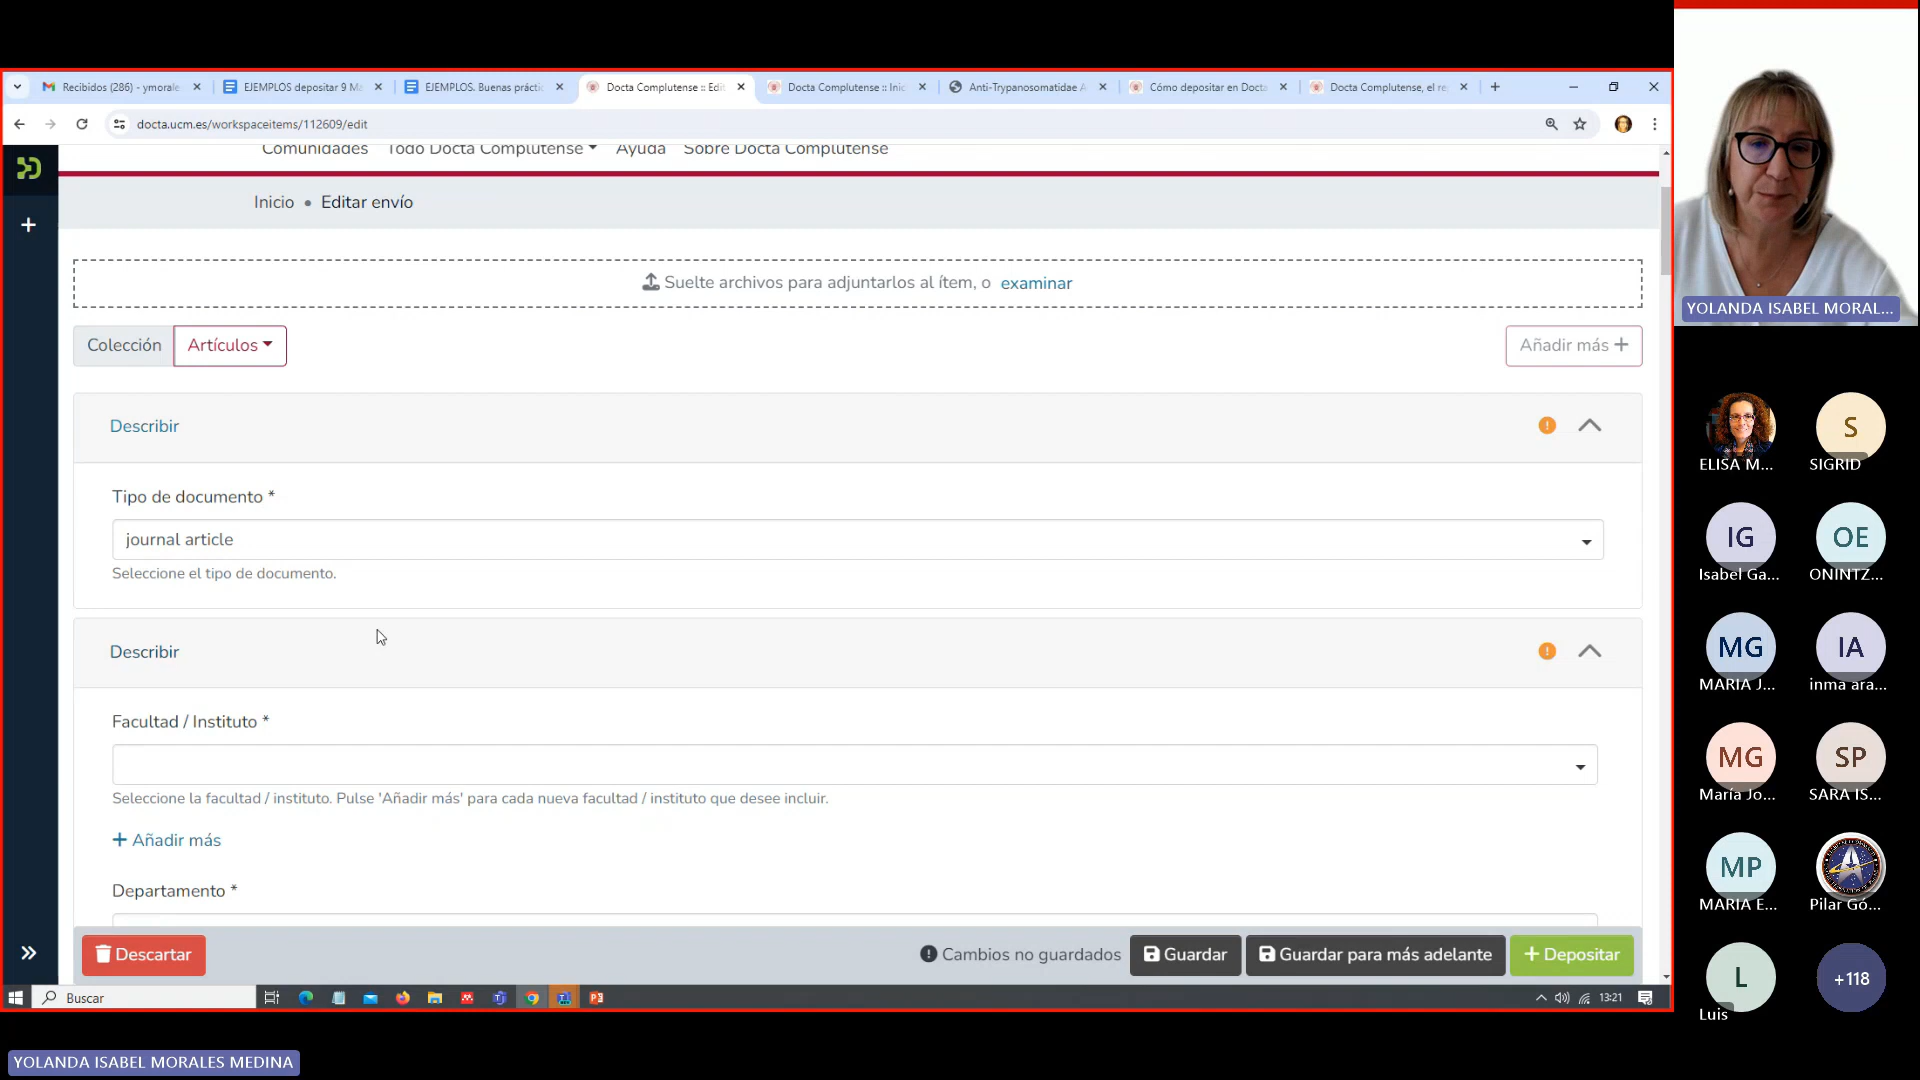 Recibidos (286) - ymorale
EJEMPLOS depositar 9 Ma
EJEMPLOS. Buenas práctic
Docta Complutense :: Edit
Docta Complutense :: Inic
Anti-Trypanosomatidae A
Cómo depositar en Docta
Docta Complutense, el re
docta.ucm.es/workspaceitems/112609/edit
Comunidades Todo Docta Complutense Ayuda Sobre Docta Complutense
Inicio • Editar envío
Suelte archivos para adjuntarlos al ítem, o examinar
Colección Artículos
Añadir más +
Describir
Tipo de documento *
journal article
Seleccione el tipo de documento.
Describir
Facultad / Instituto *
Seleccione la facultad / instituto. Pulse 'Añadir más' para cada nueva facultad / instituto que desee incluir.
+ Añadir más
Departamento *
Descartar
Cambios no guardados
Guardar
Guardar para más adelante
+ Depositar
Buscar
13:21
YOLANDA ISABEL MORAL...
ELISA M...
S
SIGRID
IG
Isabel Ga...
OE
ONINTZ...
MG
MARIA J...
IA
inma ara...
MG
María Jo...
SP
SARA IS...
MP
MARIA E...
Pilar Gó...
L
Luis
+118
YOLANDA ISABEL MORALES MEDINA